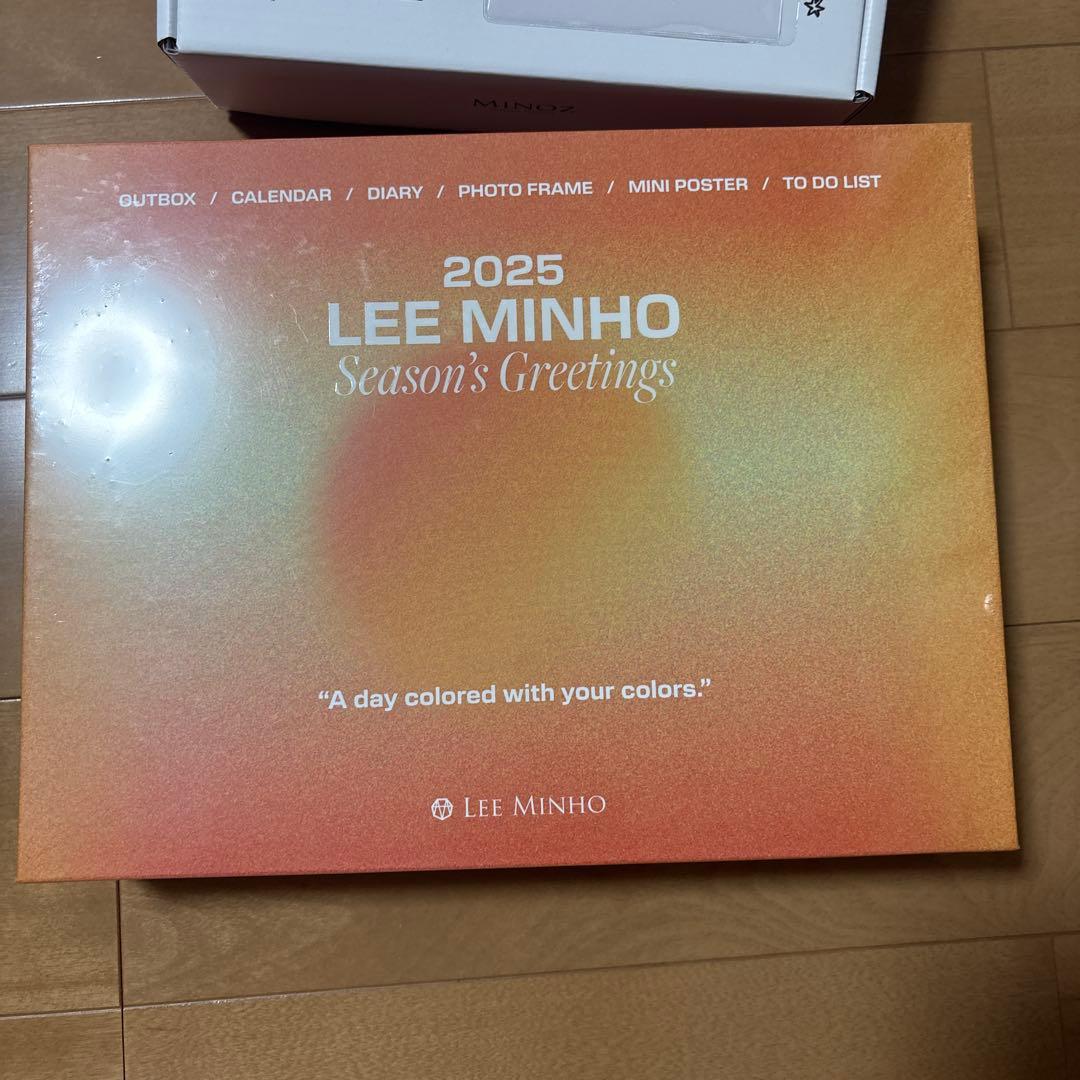 MINOZ
OUTBOX / CALENDAR / DIARY / PHOTO FRAME / MINI POSTER / TO DO LIST
2025
LEE MINHO
Season's Greetings
“A day colored with your colors.”
LEE MINHO